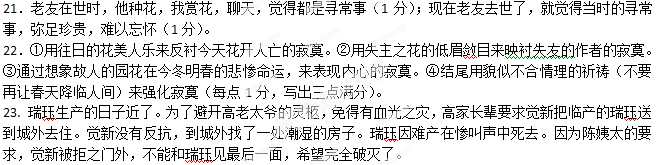 21．老友在世时，他种花，我赏花，聊天，觉得都是寻常事（1 分）；现在老友去世了，就觉得当时的寻常
事，弥足珍贵，难以忘怀（1 分）。
22．①用往日的花美人乐来反衬今天花开人亡的寂寞。②用失主之花的低眉敛目来映衬失友的作者的寂寞。
③通过想象故人的园花在今冬明春的悲惨命运，来表现内心的寂寞。④结尾用貌似不合情理的祈祷（不要
再让春天降临人间）来强化寂寞（每点 1 分，写出三点满分）。
23．瑞珏生产的日子近了。为了避开高老太爷的灵柩，免得有血光之灾，高家长辈要求觉新把临产的瑞珏送
到城外去住。觉新没有反抗，到城外找了一处潮湿的房子。瑞珏因难产在惨叫声中死去。因为陈姨太的要
求，觉新被拒之门外，不能和瑞珏见最后一面，希望完全破灭了。